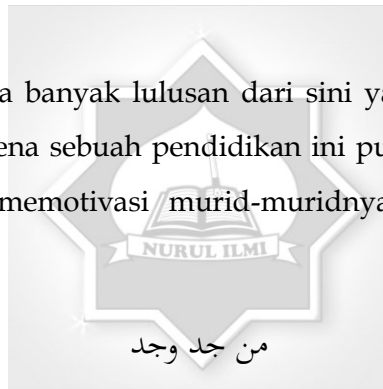 a banyak lulusan dari sini ya
ena sebuah pendidikan ini pu
memotivasi murid-muridnya
NURUL ILMI
من جد وجد